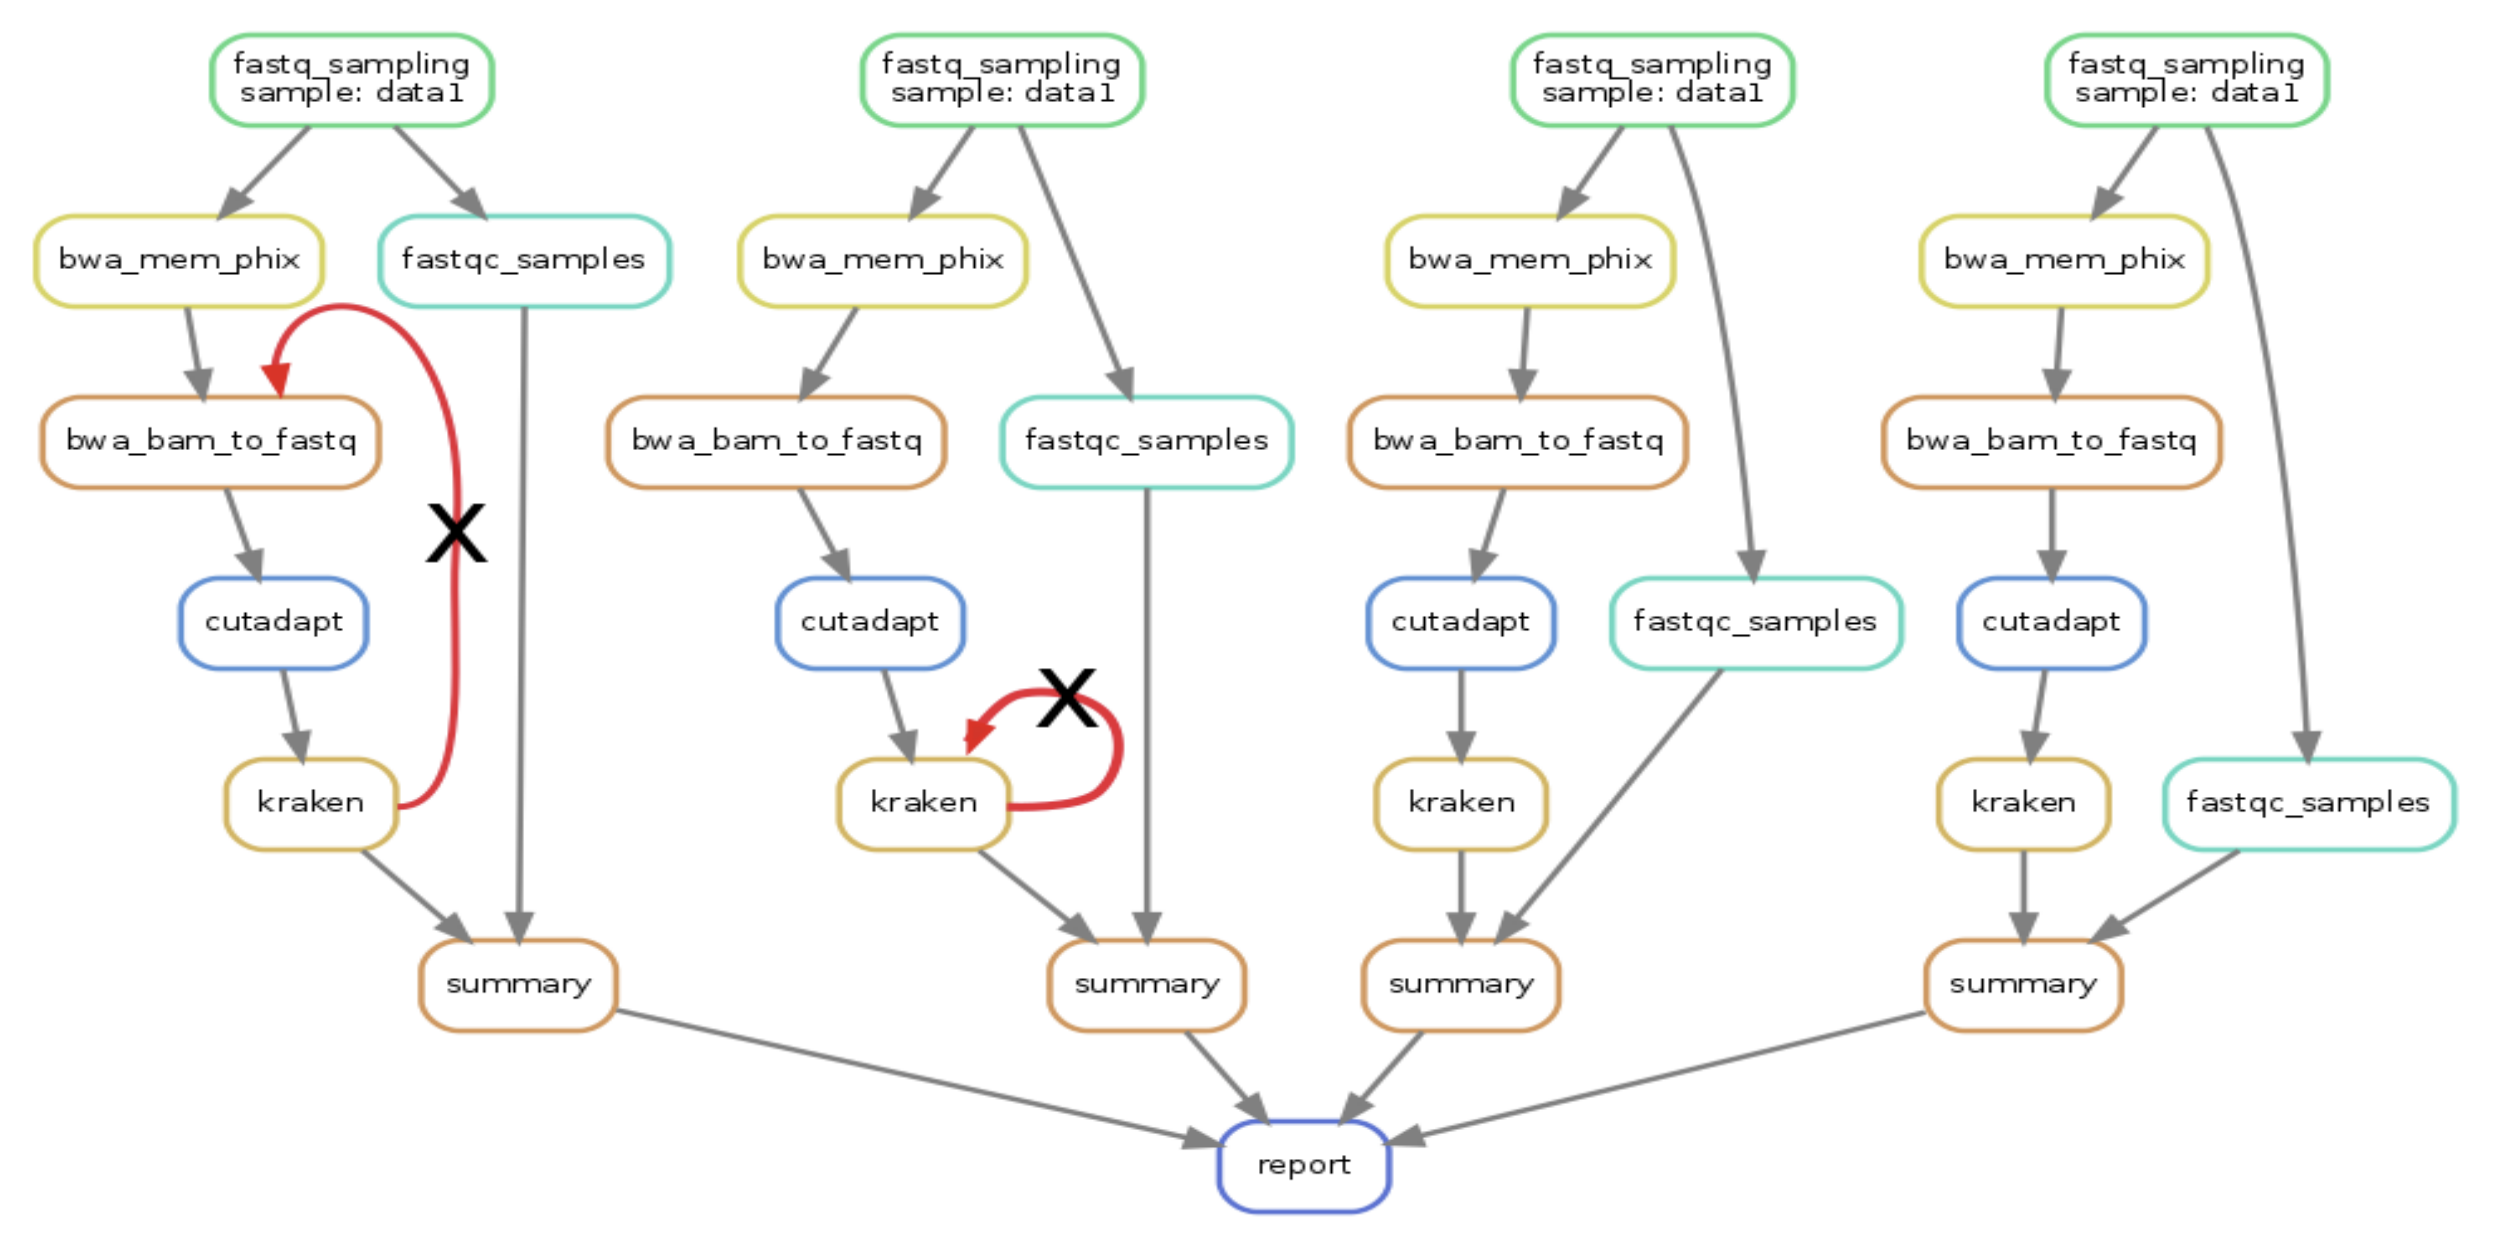 fastq_sampling
sample: data1
fastq_sampling
sample: data1
fastq_sampling
sample: data1
fastq_sampling
sample: data1
bwa_mem_phix
fastqc_samples
bwa_mem_phix
bwa_mem_phix
bwa_mem_phix
bwa_bam_to_fastq
bwa_bam_to_fastq
fastqc_samples
bwa_bam_to_fastq
bwa_bam_to_fastq
X
cutadapt
cutadapt
cutadapt
fastqc_samples
cutadapt
X
kraken
kraken
kraken
kraken
fastqc_samples
summary
summary
summary
summary
report